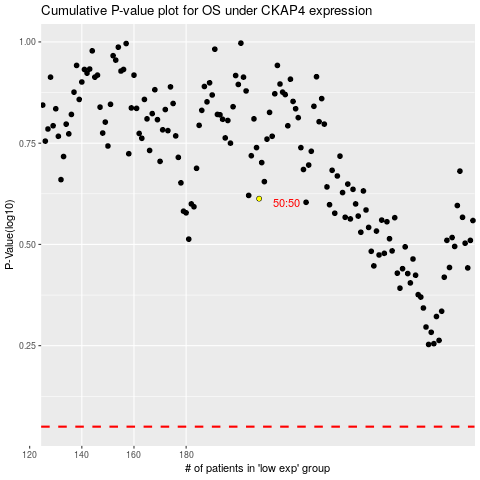 Cumulative P-value plot for OS under CKAP4 expression
P-Value(log10)
1.00
0.75
0.50
0.25
50:50
120 140 160 180
# of patients in 'low exp' group